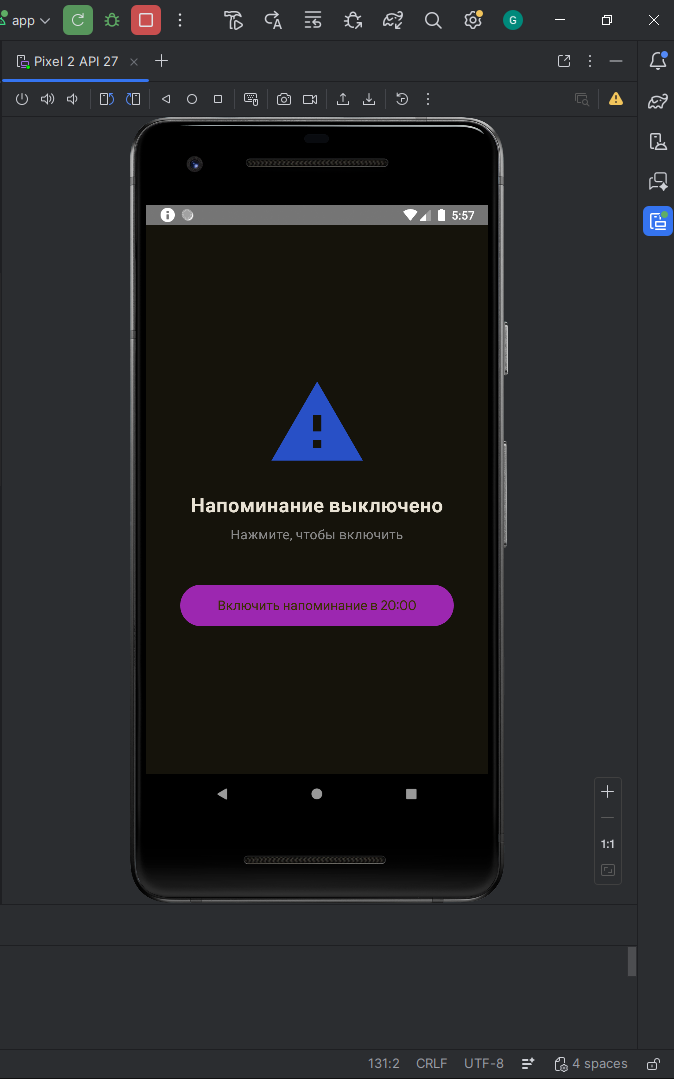 app
G
Pixel 2 API 27
5:57
Напоминание выключено
Нажмите, чтобы включить
Включить напоминание в 20:00
1:1
131:2 CRLF UTF-8 4 spaces